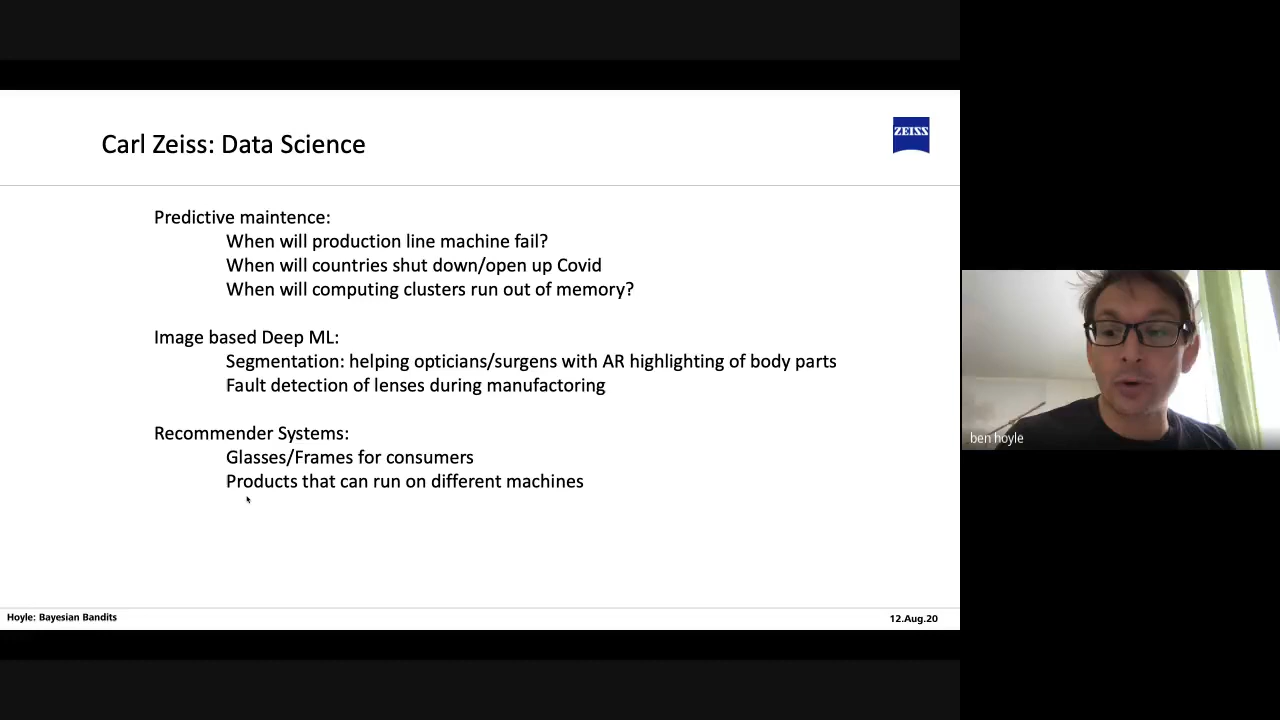 Carl Zeiss: Data Science
ZEISS
Predictive maintence:
When will production line machine fail?
When will countries shut down/open up Covid
When will computing clusters run out of memory?
Image based Deep ML:
Segmentation: helping opticians/surgens with AR highlighting of body parts
Fault detection of lenses during manufactoring
Recommender Systems:
Glasses/Frames for consumers
Products that can run on different machines
ben hoyle
Hoyle: Bayesian Bandits
12.Aug.20